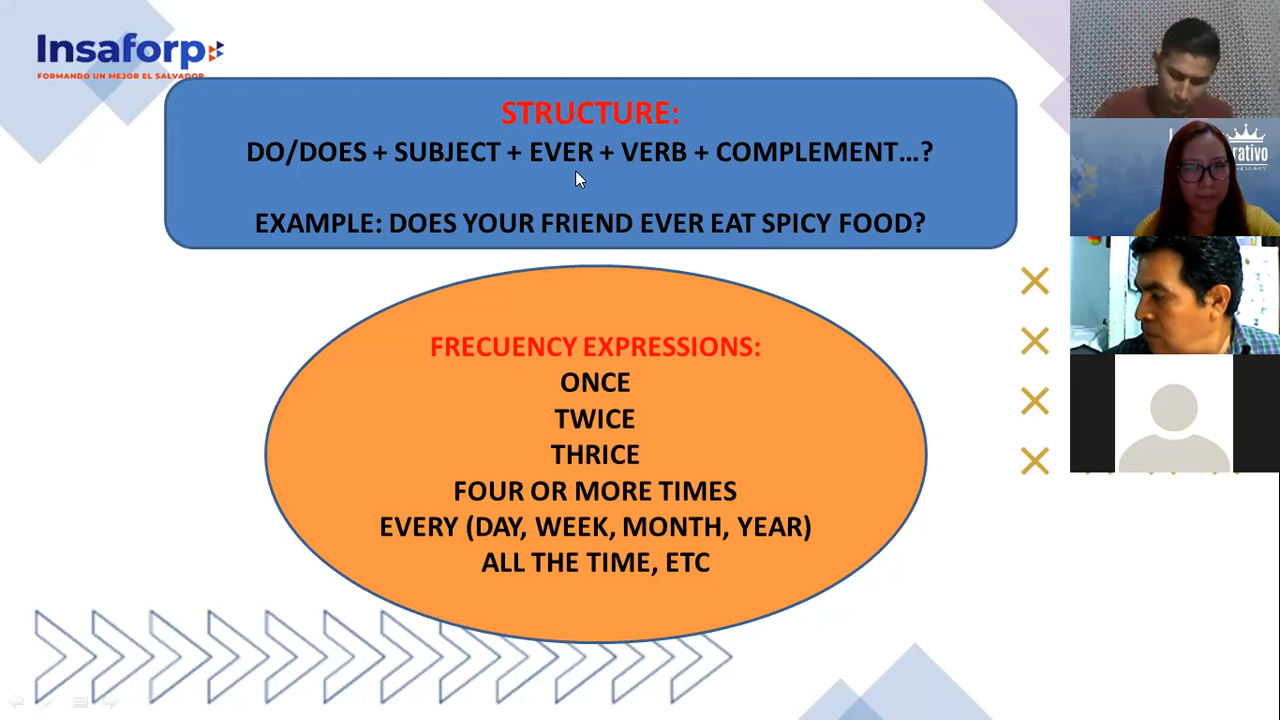 Insaforp
FORMANDO UN MEJOR EL SALVADOR
STRUCTURE:
DO/DOES + SUBJECT + EVER + VERB + COMPLEMENT...?
EXAMPLE: DOES YOUR FRIEND EVER EAT SPICY FOOD?
FRECUENCY EXPRESSIONS:
ONCE
TWICE
THRICE
FOUR OR MORE TIMES
EVERY (DAY, WEEK, MONTH, YEAR)
ALL THE TIME, ETC